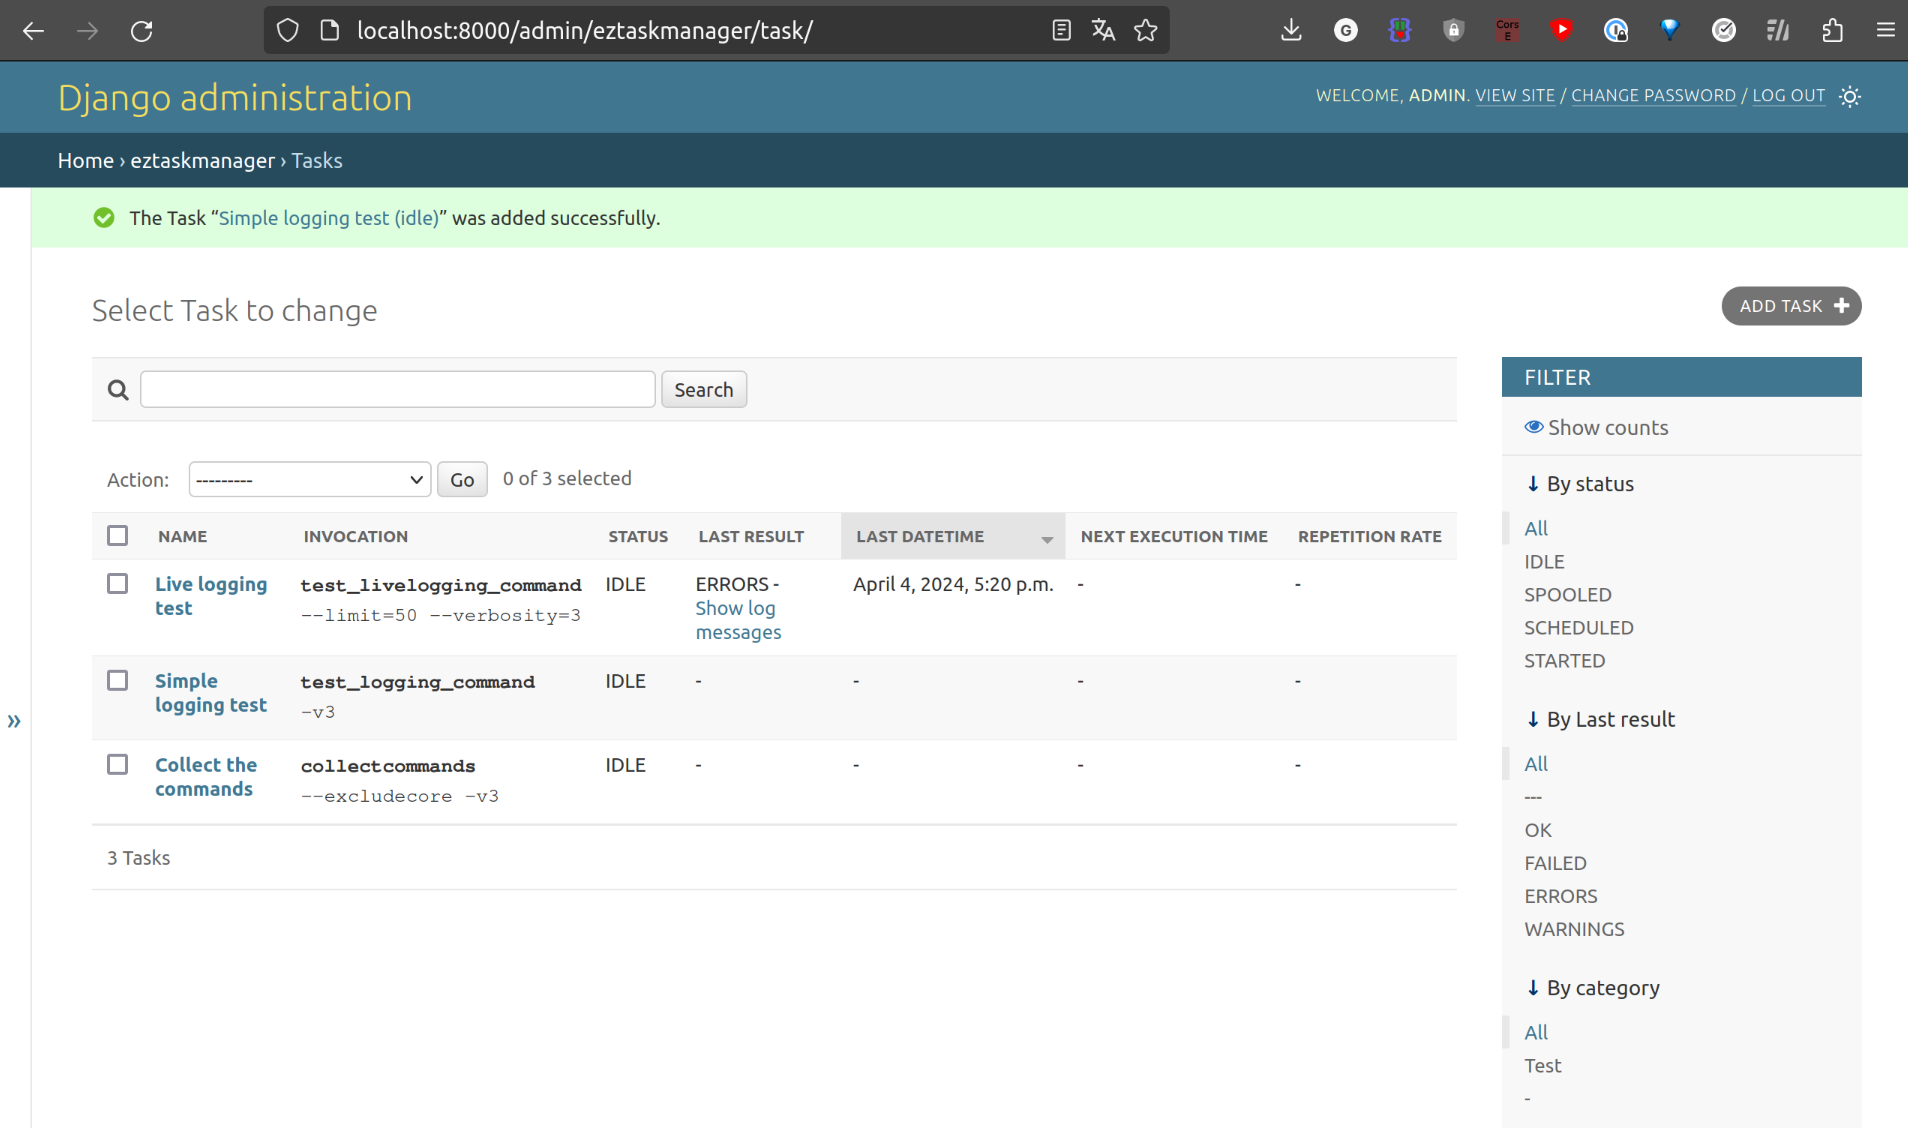 localhost:8000/admin/eztaskmanager/task/
G
Cors
E
Django administration
WELCOME, ADMIN. VIEW SITE / CHANGE PASSWORD / LOG OUT
Home › eztaskmanager › Tasks
The Task “Simple logging test (idle)” was added successfully.
Select Task to change
ADD TASK
Search
Action:
---------
Go
0 of 3 selected
NAME INVOCATION STATUS LAST RESULT LAST DATETIME NEXT EXECUTION TIME REPETITION RATE
Live logging test_livelogging_command IDLE ERRORS - April 4, 2024, 5:20 p.m. - -
test --limit=50 --verbosity=3 Show log
messages
Simple test_logging_command IDLE - - - -
logging test -v3
Collect the collectcommands IDLE - - - -
commands --excludecore -v3
3 Tasks
»
FILTER
Show counts
↓ By status
All
IDLE
SPOOLED
SCHEDULED
STARTED
↓ By Last result
All
---
OK
FAILED
ERRORS
WARNINGS
↓ By category
All
Test
-